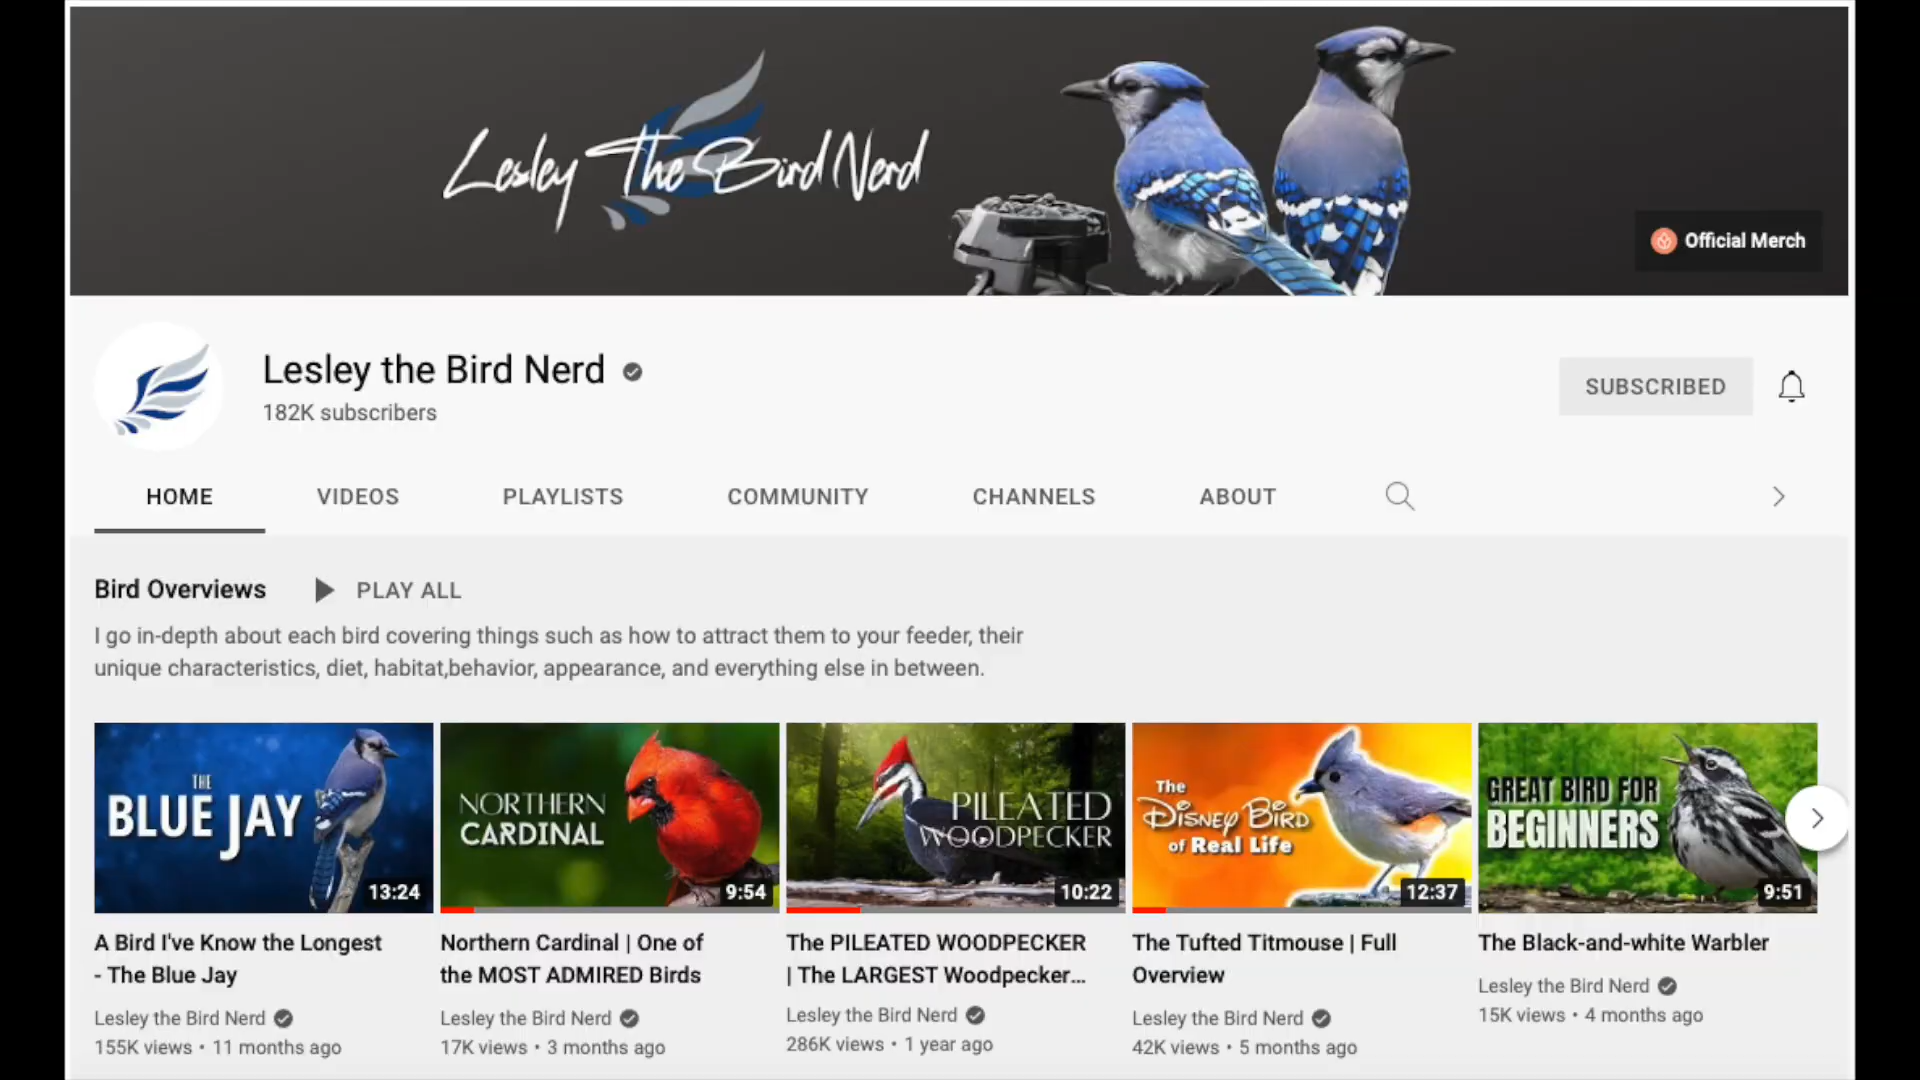 Lesley The Bird Nerd
Official Merch
Lesley the Bird Nerd
182K subscribers
SUBSCRIBED
HOME
VIDEOS
PLAYLISTS
COMMUNITY
CHANNELS
ABOUT
Bird Overviews
PLAY ALL
I go in-depth about each bird covering things such as how to attract them to your feeder, their
unique characteristics, diet, habitat,behavior, appearance, and everything else in between.
THE
BLUE JAY
13:24
A Bird I've Know the Longest
- The Blue Jay
Lesley the Bird Nerd
155K views • 11 months ago
NORTHERN
CARDINAL
9:54
Northern Cardinal | One of
the MOST ADMIRED Birds
Lesley the Bird Nerd
17K views • 3 months ago
PILEATED
WOODPECKER
10:22
The PILEATED WOODPECKER
| The LARGEST Woodpecker...
Lesley the Bird Nerd
286K views • 1 year ago
The
Disney Bird
of Real Life
12:37
The Tufted Titmouse | Full
Overview
Lesley the Bird Nerd
42K views • 5 months ago
GREAT BIRD FOR
BEGINNERS
9:51
The Black-and-white Warbler
Lesley the Bird Nerd
15K views • 4 months ago